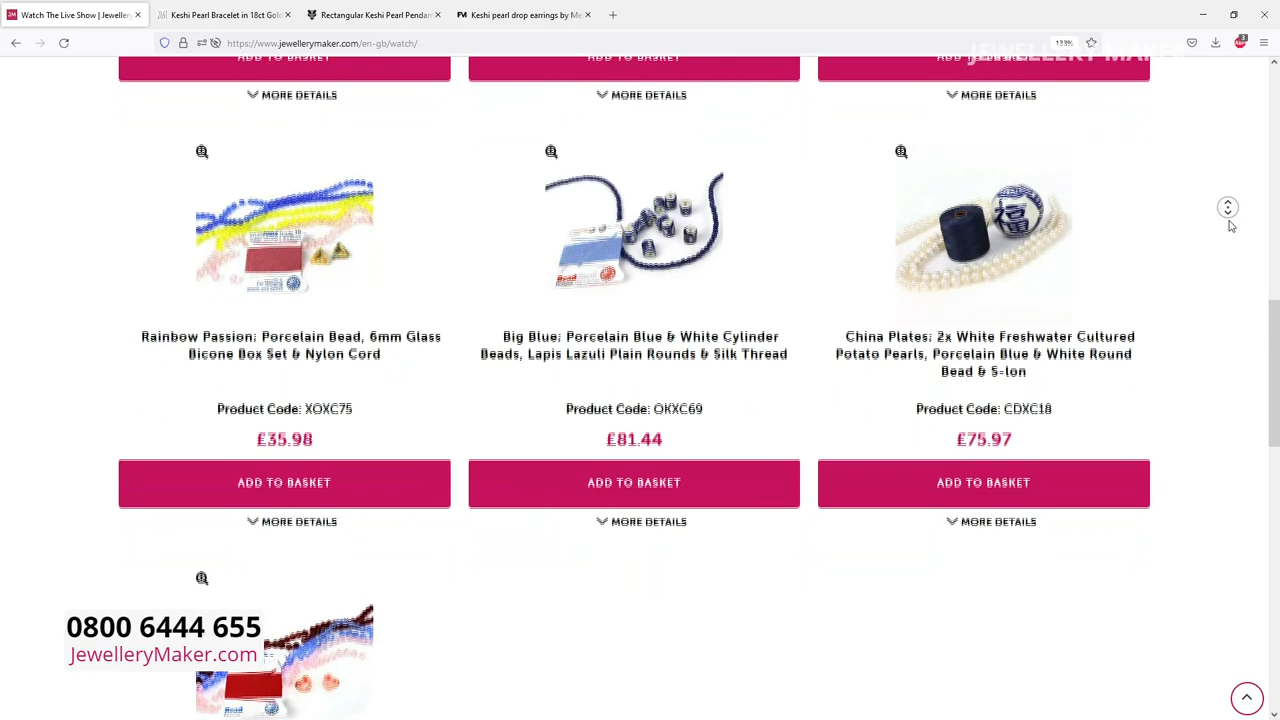 Watch The Live Show | Jeweller
Keshi Pearl Bracelet in 18ct Gold
Rectangular Keshi Pearl Pendan
Keshi pearl drop earrings by Me
https://www.jewellerymaker.com/en-gb/watch/
133%
JEWELLERY MAKER
ADD TO BASKET
ADD TO BASKET
ADD TO BASKET
MORE DETAILS
MORE DETAILS
MORE DETAILS
福
Rainbow Passion; Porcelain Bead, 6mm Glass
Bicone Box Set & Nylon Cord
Big Blue; Porcelain Blue & White Cylinder
Beads, Lapis Lazuli Plain Rounds & Silk Thread
China Plates; 2x White Freshwater Cultured
Potato Pearls, Porcelain Blue & White Round
Bead & S-lon
Product Code: XOXC75
Product Code: OKXC69
Product Code: CDXC18
£35.98
£81.44
£75.97
ADD TO BASKET
ADD TO BASKET
ADD TO BASKET
MORE DETAILS
MORE DETAILS
MORE DETAILS
0800 6444 655
JewelleryMaker.com